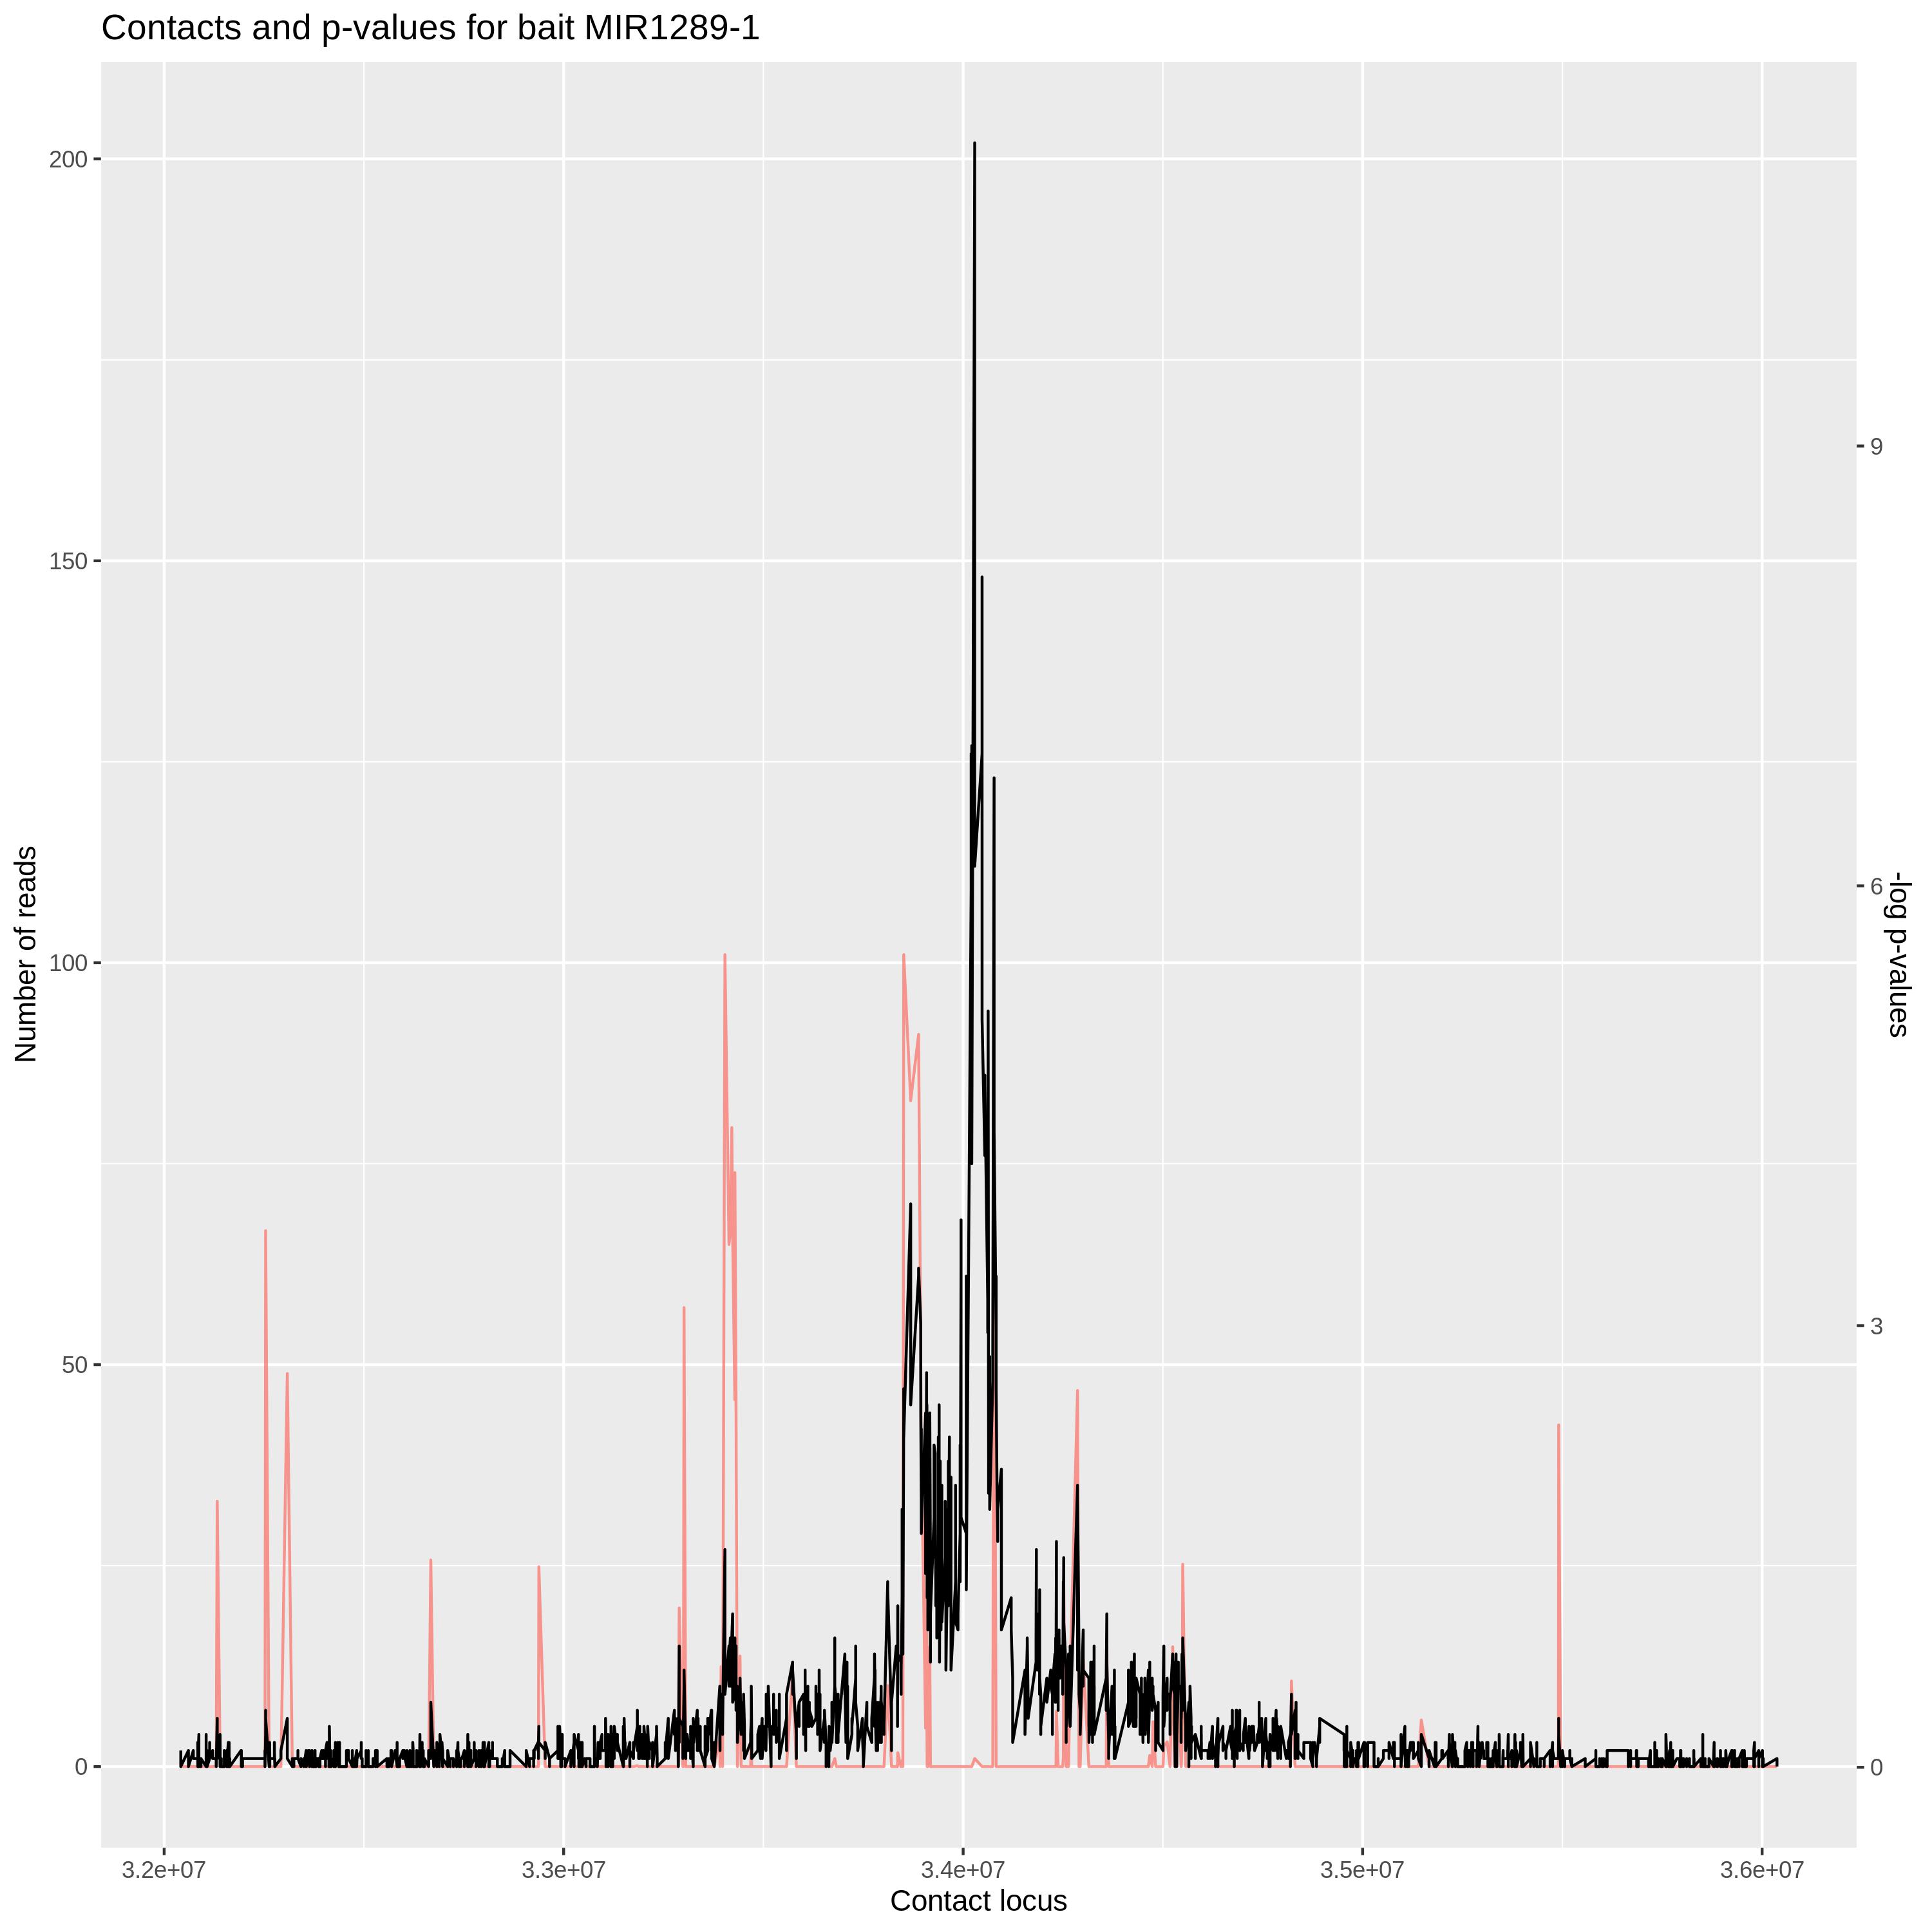 Contacts and p-values for bait MIR1289-1
200
150
100
50
0
Number of reads
9
6
3
0
-log p-values
3.2e+07
3.3e+07
3.4e+07
3.5e+07
3.6e+07
Contact locus